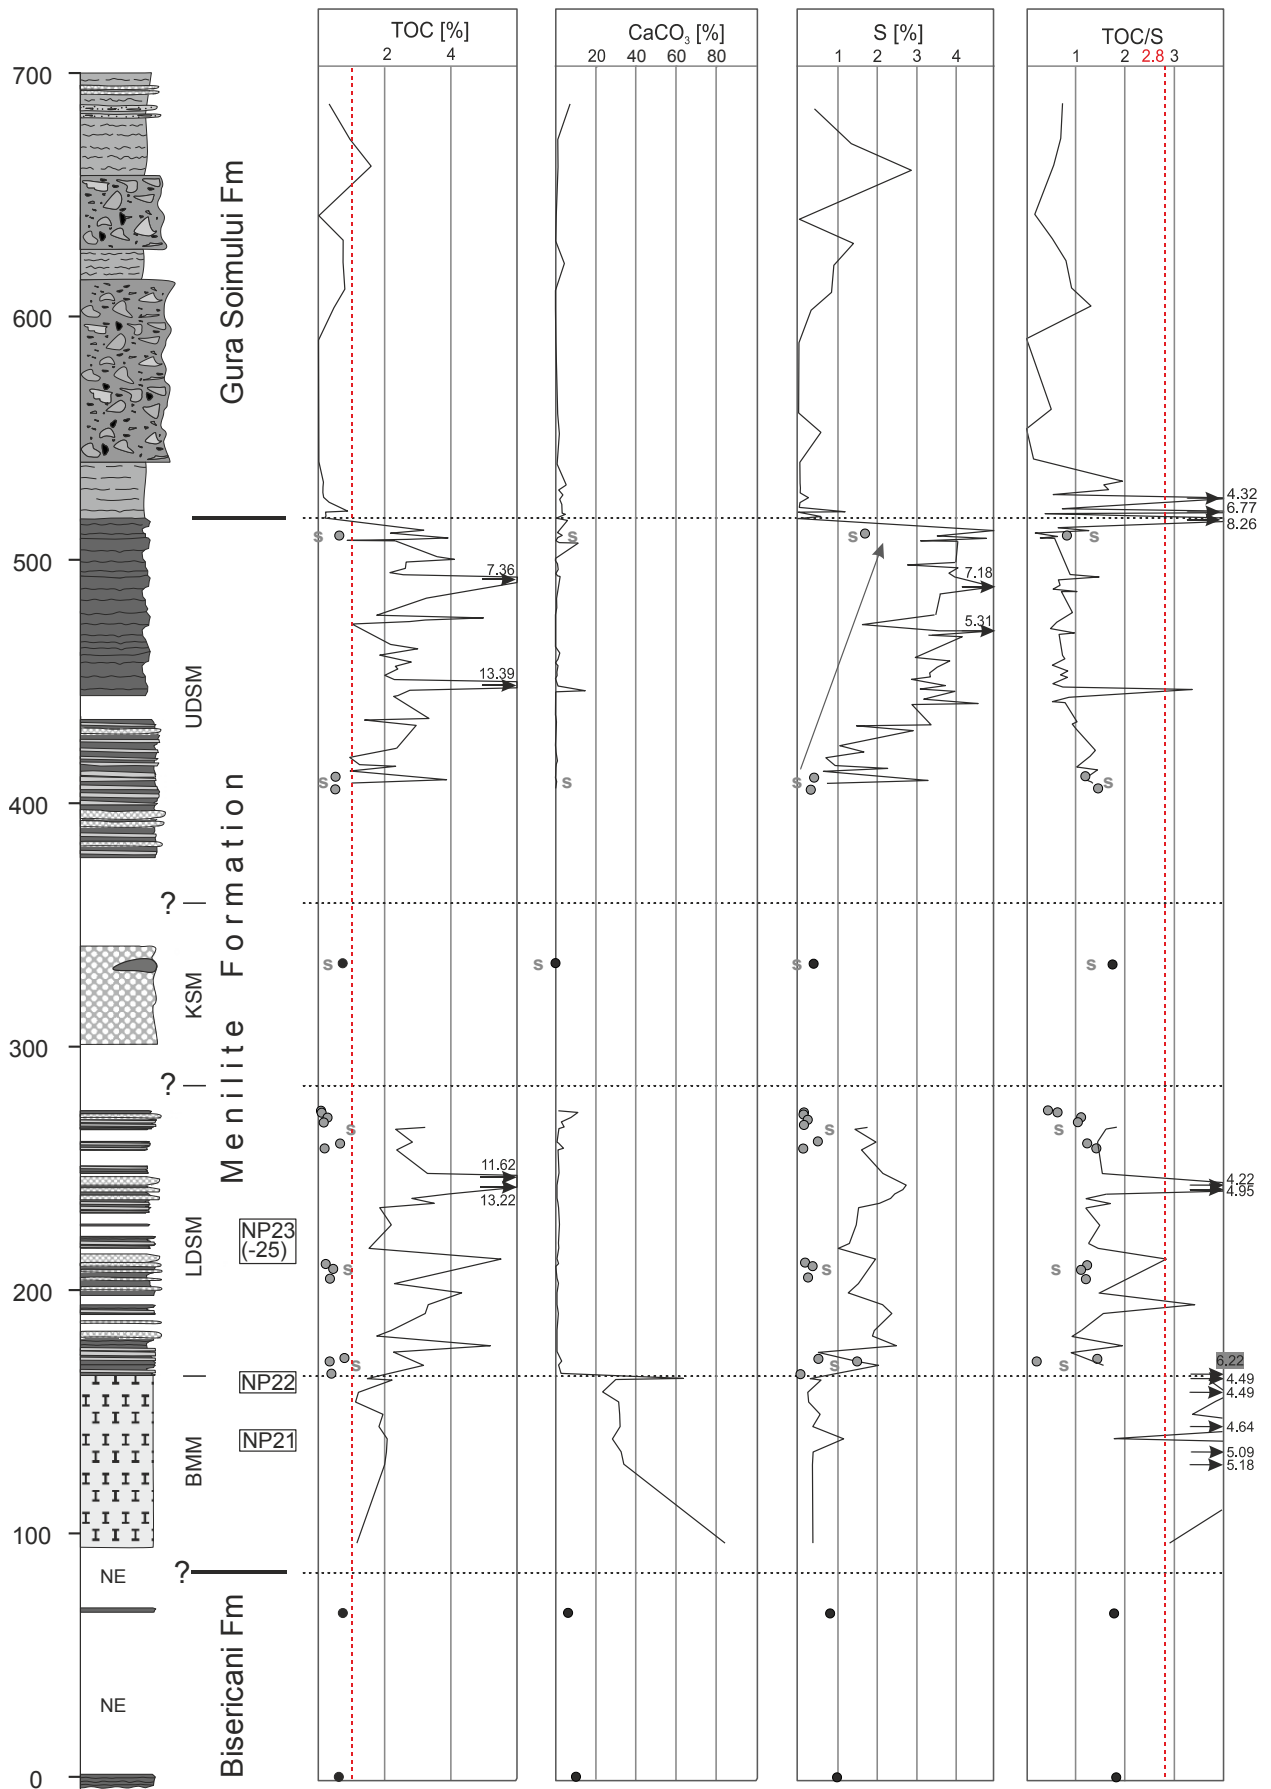 TOC [%]
2 4
CaCO₃ [%]
20 40 60 80
S [%]
1 2 3 4
TOC/S
1 2 2.8 3
700
600
500
400
300
200
100
0
Gura Soimului Fm
Menilite Formation
Bisericani Fm
UDSM
KSM
LDSM
BMM
?
?
?
NE
NE
NP23
(-25)
NP22
NP21
s
7.36
13.39
s
s
11.62
13.22
s
s
s
s
s
s
s
7.18
5.31
s
s
s
s
s
4.32
6.77
8.26
s
s
s
s
4.22
4.95
s
s
6.22
4.49
4.49
4.64
5.09
5.18